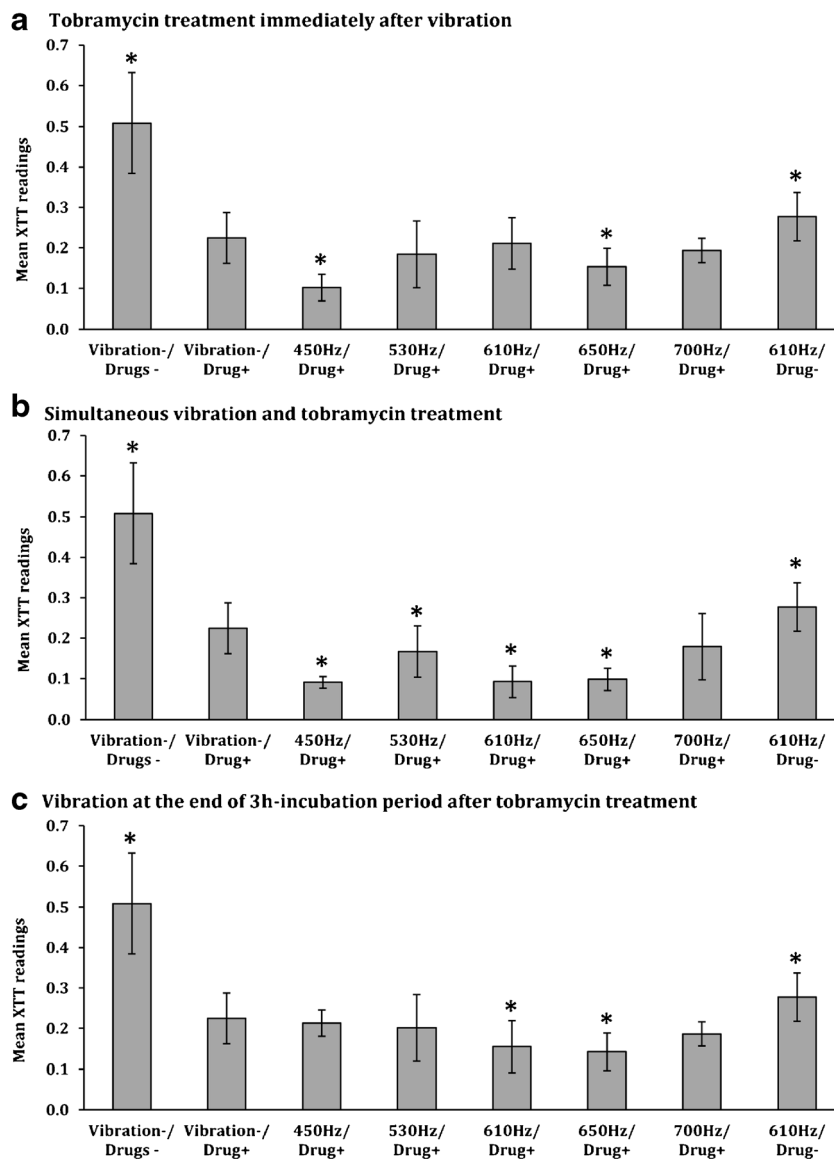 a Tobramycin treatment immediately after vibration
0.7
0.6
0.5
0.4
0.3
0.2
0.1
0.0
Mean XTT readings
* * * *
Vibration-/ Vibration-/ 450Hz/ 530Hz/ 610Hz/ 650Hz/ 700Hz/ 610Hz/
Drugs - Drug+ Drug+ Drug+ Drug+ Drug+ Drug+ Drug-
b Simultaneous vibration and tobramycin treatment
0.7
0.6
0.5
0.4
0.3
0.2
0.1
0.0
Mean XTT readings
* * * * * *
Vibration-/ Vibration-/ 450Hz/ 530Hz/ 610Hz/ 650Hz/ 700Hz/ 610Hz/
Drugs - Drug+ Drug+ Drug+ Drug+ Drug+ Drug+ Drug-
c Vibration at the end of 3h-incubation period after tobramycin treatment
0.7
0.6
0.5
0.4
0.3
0.2
0.1
0.0
Mean XTT readings
* * * *
Vibration-/ Vibration-/ 450Hz/ 530Hz/ 610Hz/ 650Hz/ 700Hz/ 610Hz/
Drugs - Drug+ Drug+ Drug+ Drug+ Drug+ Drug+ Drug-